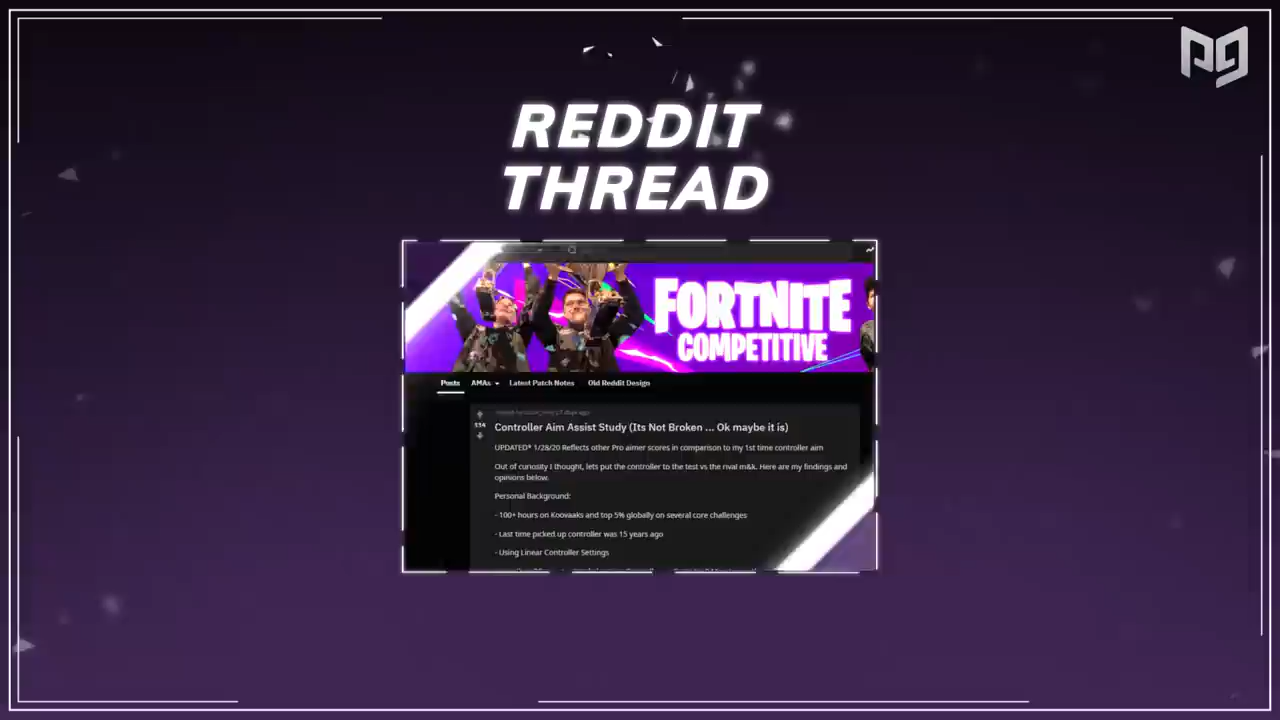 PG
REDDIT
THREAD
FORTNITE
COMPETITIVE
Posts AMAs Latest Patch Notes Old Reddit Design
334
Controller Aim Assist Study (Its Not Broken ... Ok maybe it is)
UPDATED* 1/28/20 Reflects other Pro aimer scores in comparison to my 1st time controller aim
Out of curiosity I thought, lets put the controller to the test vs the rival m&k. Here are my findings and
opinions below.
Personal Background:
- 100+ hours on Koovaaks and top 5% globally on several core challenges
- Last time picked up controller was 15 years ago
- Using Linear Controller Settings